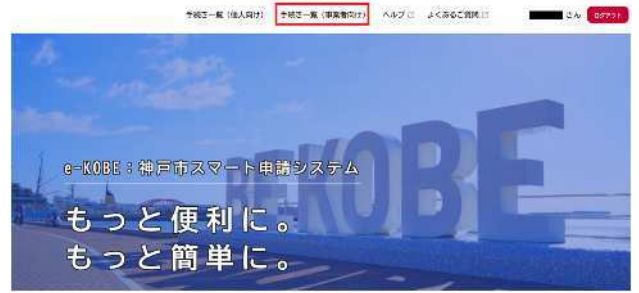 手続き一覧（個人向け）　手続き一覧（事業者向け）　ヘルプ　よくあるご質問　さん　ログアウト
BE KOBE
e-KOBE：神戸市スマート申請システム
もっと便利に。
もっと簡単に。